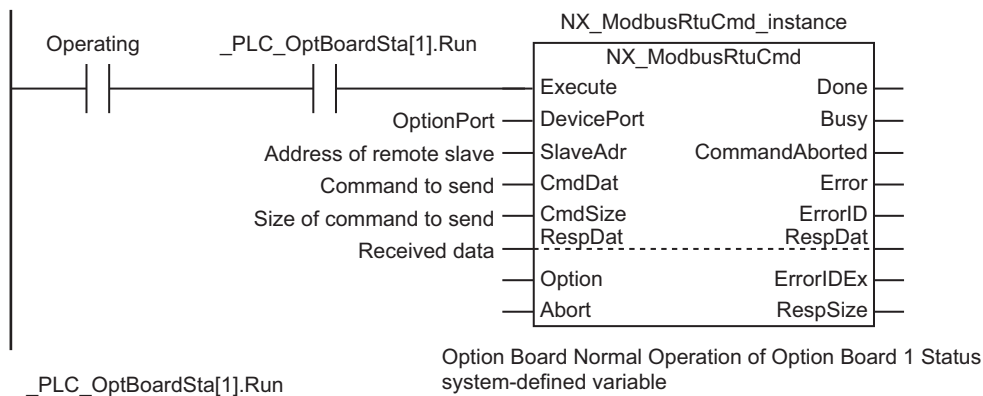 NX_ModbusRtuCmd_instance
Operating
_PLC_OptBoardSta[1].Run
NX_ModbusRtuCmd
Execute Done
OptionPort DevicePort Busy
Address of remote slave SlaveAdr CommandAborted
Command to send CmdDat Error
Size of command to send CmdSize ErrorID
Received data RespDat RespDat
Option ErrorIDEx
Abort RespSize
_PLC_OptBoardSta[1].Run
Option Board Normal Operation of Option Board 1 Status
system-defined variable